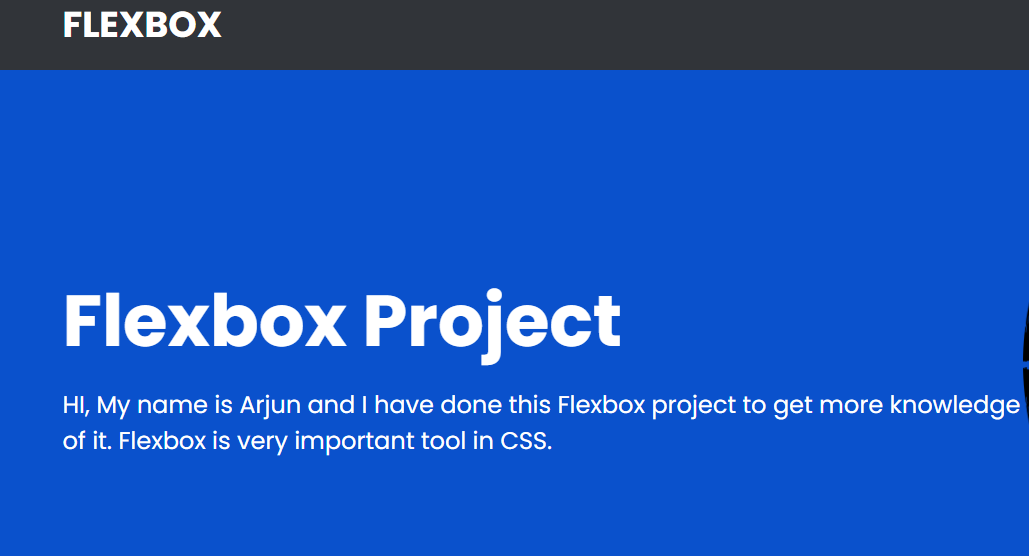 FLEXBOX
Flexbox Project
HI, My name is Arjun and I have done this Flexbox project to get more knowledge
of it. Flexbox is very important tool in CSS.